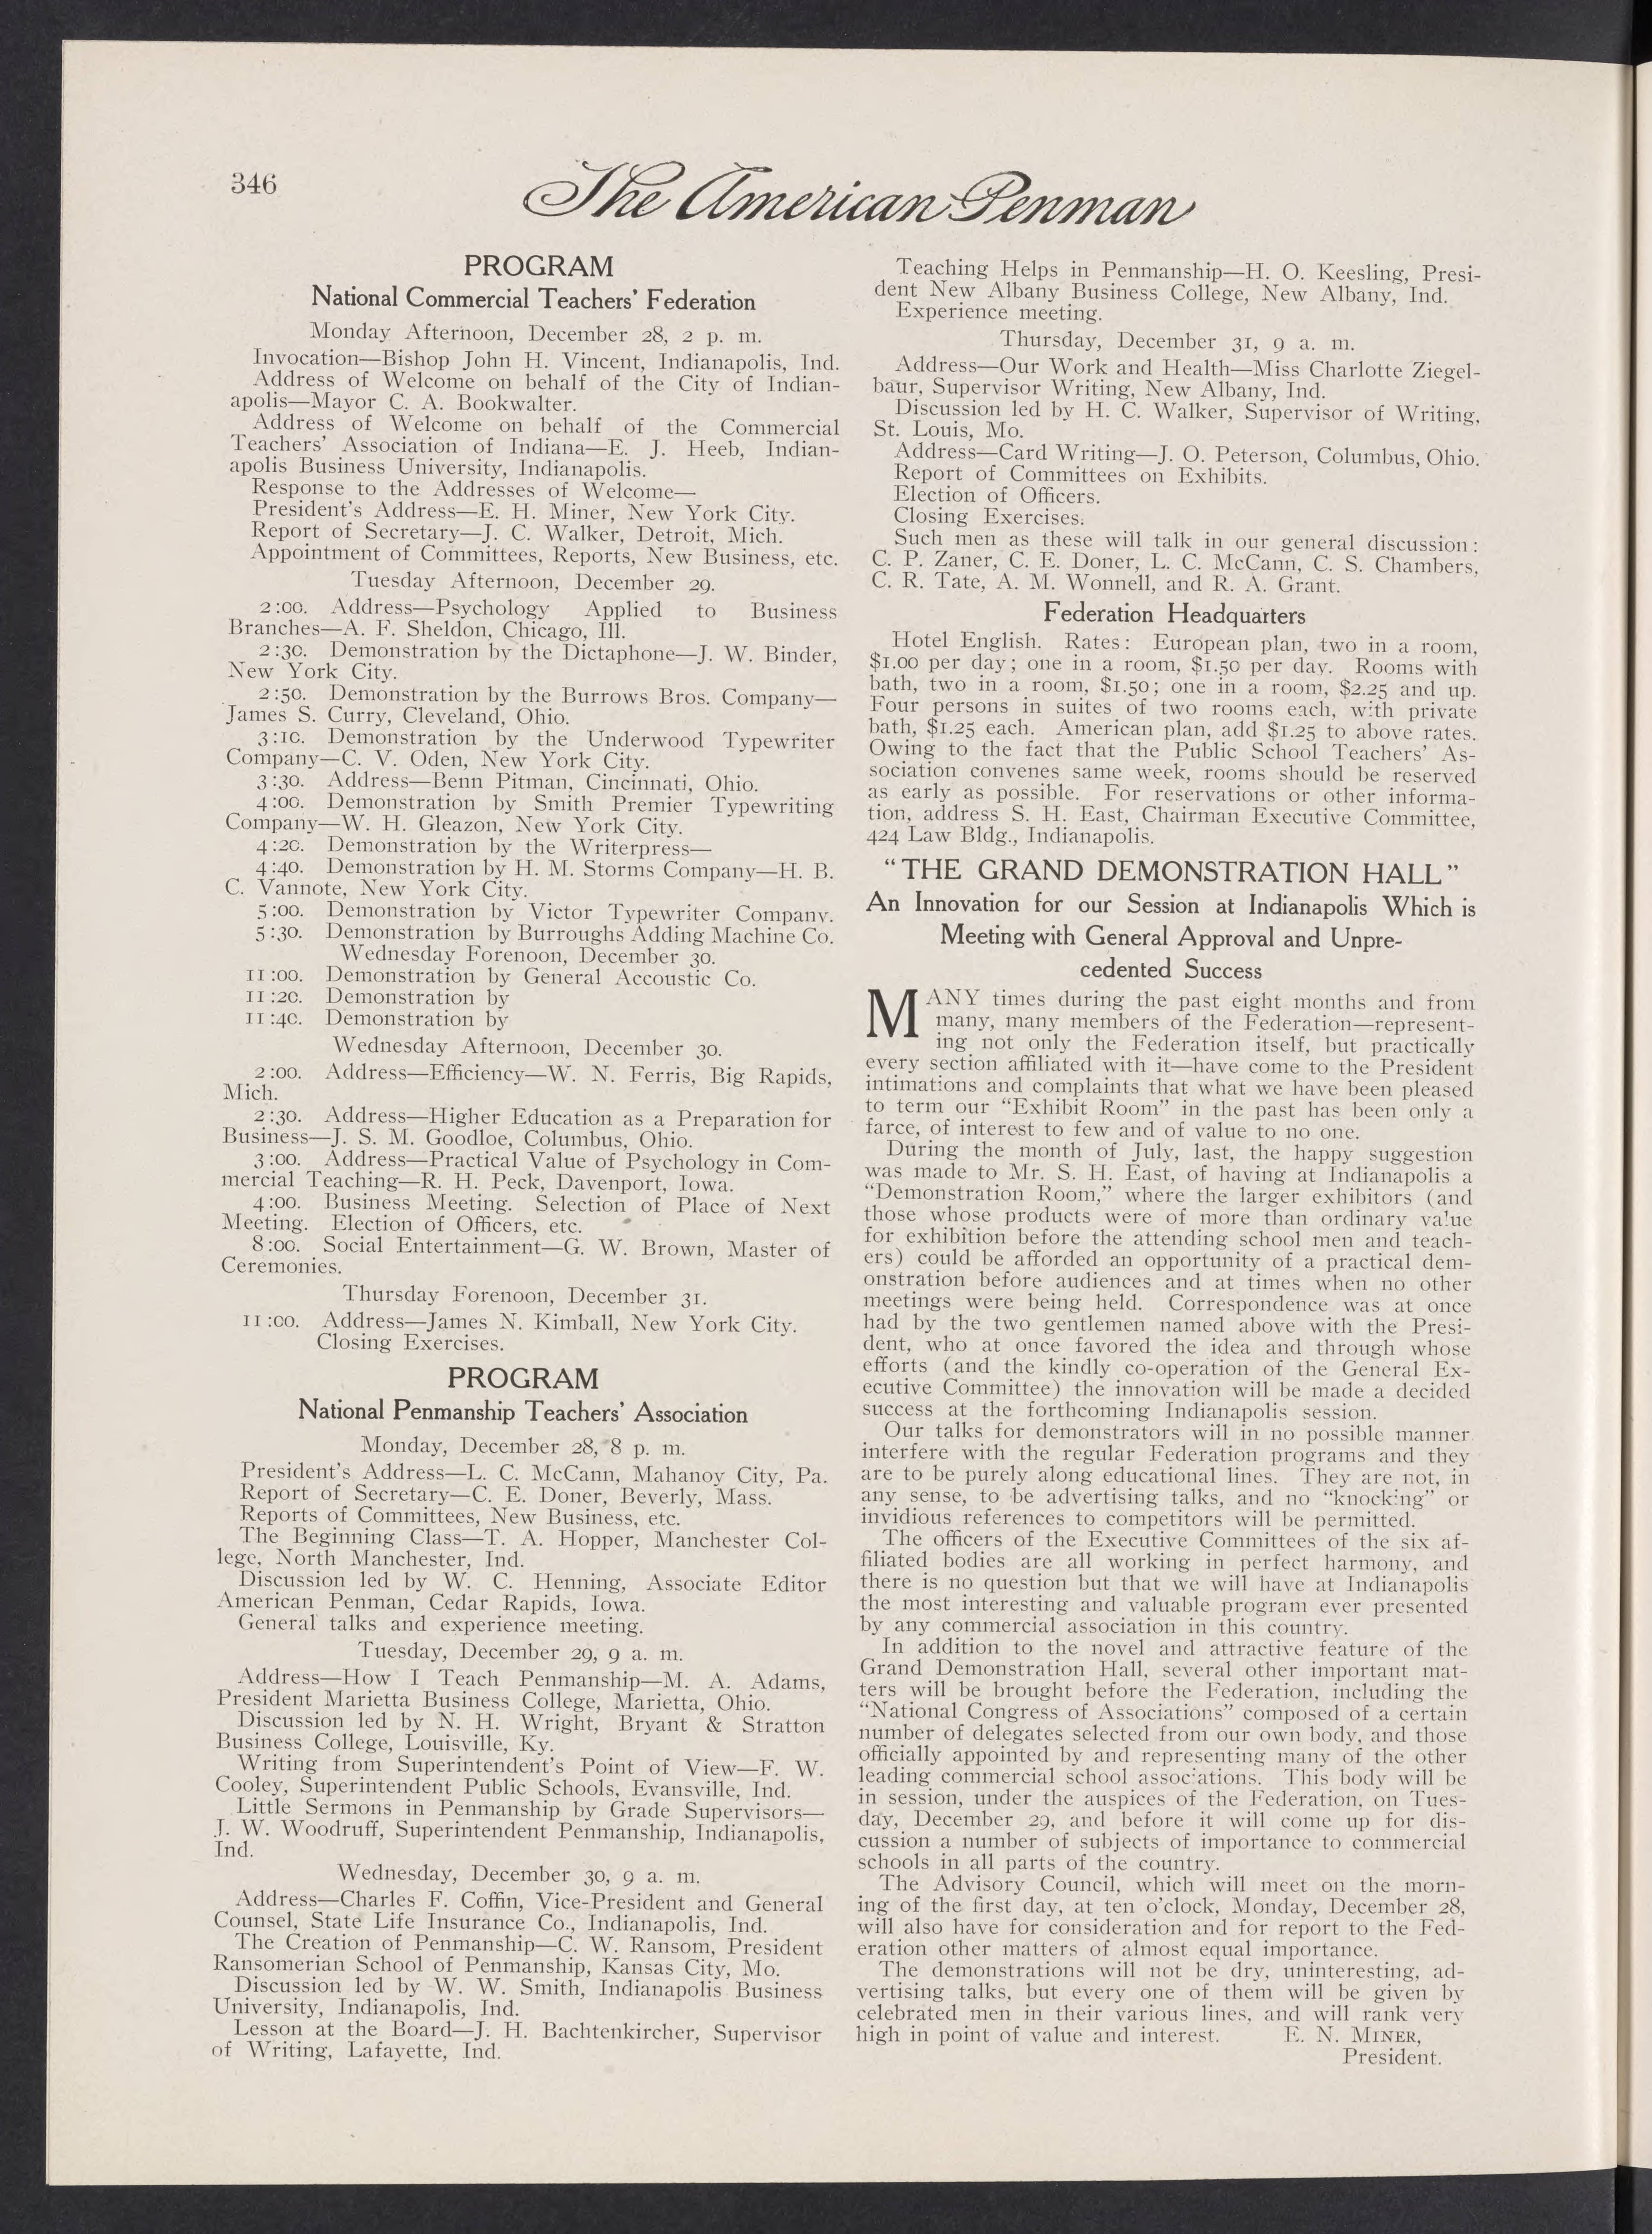 346
The American Penman
PROGRAM
National Commercial Teachers' Federation
Monday Afternoon, December 28, 2 p. m.
Invocation—Bishop John H. Vincent, Indianapolis, Ind.
Address of Welcome on behalf of the City of Indian-
apolis—Mayor C. A. Bookwalter.
Address of Welcome on behalf of the Commercial
Teachers' Association of Indiana—E. J. Heeb, Indian-
apolis Business University, Indianapolis.
Response to the Addresses of Welcome—
President's Address—E. H. Miner, New York City.
Report of Secretary—J. C. Walker, Detroit, Mich.
Appointment of Committees, Reports, New Business, etc.
Tuesday Afternoon, December 29.
2:00. Address—Psychology Applied to Business
Branches—A. F. Sheldon, Chicago, Ill.
2:30. Demonstration by the Dictaphone—J. W. Binder,
New York City.
2:50. Demonstration by the Burrows Bros. Company—
James S. Curry, Cleveland, Ohio.
3:10. Demonstration by the Underwood Typewriter
Company—C. V. Oden, New York City.
3:30. Address—Benn Pitman, Cincinnati, Ohio.
4:00. Demonstration by Smith Premier Typewriting
Company—W. H. Gleazon, New York City.
4:20. Demonstration by the Writerpress—
4:40. Demonstration by H. M. Storms Company—H. B.
C. Vannote, New York City.
5:00. Demonstration by Victor Typewriter Company.
5:30. Demonstration by Burroughs Adding Machine Co.
Wednesday Forenoon, December 30.
11:00. Demonstration by General Accoustic Co.
11:20. Demonstration by
11:40. Demonstration by
Wednesday Afternoon, December 30.
2:00. Address—Efficiency—W. N. Ferris, Big Rapids,
Mich.
2:30. Address—Higher Education as a Preparation for
Business—J. S. M. Goodloe, Columbus, Ohio.
3:00. Address—Practical Value of Psychology in Com-
mercial Teaching—R. H. Peck, Davenport, Iowa.
4:00. Business Meeting. Selection of Place of Next
Meeting. Election of Officers, etc.
8:00. Social Entertainment—G. W. Brown, Master of
Ceremonies.
Thursday Forenoon, December 31.
11:00. Address—James N. Kimball, New York City.
Closing Exercises.
PROGRAM
National Penmanship Teachers' Association
Monday, December 28, 8 p. m.
President's Address—L. C. McCann, Mahanoy City, Pa.
Report of Secretary—C. E. Doner, Beverly, Mass.
Reports of Committees, New Business, etc.
The Beginning Class—T. A. Hopper, Manchester Col-
lege, North Manchester, Ind.
Discussion led by W. C. Henning, Associate Editor
American Penman, Cedar Rapids, Iowa.
General talks and experience meeting.
Tuesday, December 29, 9 a. m.
Address—How I Teach Penmanship—M. A. Adams,
President Marietta Business College, Marietta, Ohio.
Discussion led by N. H. Wright, Bryant & Stratton
Business College, Louisville, Ky.
Writing from Superintendent's Point of View—F. W.
Cooley, Superintendent Public Schools, Evansville, Ind.
Little Sermons in Penmanship by Grade Supervisors—
J. W. Woodruff, Superintendent Penmanship, Indianapolis,
Ind.
Wednesday, December 30, 9 a. m.
Address—Charles F. Coffin, Vice-President and General
Counsel, State Life Insurance Co., Indianapolis, Ind.
The Creation of Penmanship—C. W. Ransom, President
Ransomerian School of Penmanship, Kansas City, Mo.
Discussion led by W. W. Smith, Indianapolis Business
University, Indianapolis, Ind.
Lesson at the Board—J. H. Bachtenkircher, Supervisor
of Writing, Lafayette, Ind.
Teaching Helps in Penmanship—H. O. Keesling, Presi-
dent New Albany Business College, New Albany, Ind.
Experience meeting.
Thursday, December 31, 9 a. m.
Address—Our Work and Health—Miss Charlotte Ziegel-
baur, Supervisor Writing, New Albany, Ind.
Discussion led by H. C. Walker, Supervisor of Writing,
St. Louis, Mo.
Address—Card Writing—J. O. Peterson, Columbus, Ohio.
Report of Committees on Exhibits.
Election of Officers.
Closing Exercises.
Such men as these will talk in our general discussion:
C. P. Zaner, C. E. Doner, L. C. McCann, C. S. Chambers,
C. R. Tate, A. M. Wonnell, and R. A. Grant.
Federation Headquarters
Hotel English. Rates: European plan, two in a room,
$1.00 per day; one in a room, $1.50 per day. Rooms with
bath, two in a room, $1.50; one in a room, $2.25 and up.
Four persons in suites of two rooms each, with private
bath, $1.25 each. American plan, add $1.25 to above rates.
Owing to the fact that the Public School Teachers' As-
sociation convenes same week, rooms should be reserved
as early as possible. For reservations or other informa-
tion, address S. H. East, Chairman Executive Committee,
424 Law Bldg., Indianapolis.
"THE GRAND DEMONSTRATION HALL"
An Innovation for our Session at Indianapolis Which is
Meeting with General Approval and Unpre-
cedented Success
MANY times during the past eight months and from
many, many members of the Federation—represent-
ing not only the Federation itself, but practically
every section affiliated with it—have come to the President
intimations and complaints that what we have been pleased
to term our "Exhibit Room" in the past has been only a
farce, of interest to few and of value to no one.
During the month of July, last, the happy suggestion
was made to Mr. S. H. East, of having at Indianapolis a
"Demonstration Room," where the larger exhibitors (and
those whose products were of more than ordinary value
for exhibition before the attending school men and teach-
ers) could be afforded an opportunity of a practical dem-
onstration before audiences and at times when no other
meetings were being held. Correspondence was at once
had by the two gentlemen named above with the Presi-
dent, who at once favored the idea and through whose
efforts (and the kindly co-operation of the General Ex-
ecutive Committee) the innovation will be made a decided
success at the forthcoming Indianapolis session.
Our talks for demonstrators will in no possible manner
interfere with the regular Federation programs and they
are to be purely along educational lines. They are not, in
any sense, to be advertising talks, and no "knocking" or
invidious references to competitors will be permitted.
The officers of the Executive Committees of the six af-
filiated bodies are all working in perfect harmony, and
there is no question but that we will have at Indianapolis
the most interesting and valuable program ever presented
by any commercial association in this country.
In addition to the novel and attractive feature of the
Grand Demonstration Hall, several other important mat-
ters will be brought before the Federation, including the
"National Congress of Associations" composed of a certain
number of delegates selected from our own body, and those
officially appointed by and representing many of the other
leading commercial school associations. This body will be
in session, under the auspices of the Federation, on Tues-
day, December 29, and before it will come up for dis-
cussion a number of subjects of importance to commercial
schools in all parts of the country.
The Advisory Council, which will meet on the morn-
ing of the first day, at ten o'clock, Monday, December 28,
will also have for consideration and for report to the Fed-
eration other matters of almost equal importance.
The demonstrations will not be dry, uninteresting, ad-
vertising talks, but every one of them will be given by
celebrated men in their various lines, and will rank very
high in point of value and interest. E. N. MINER,
President.